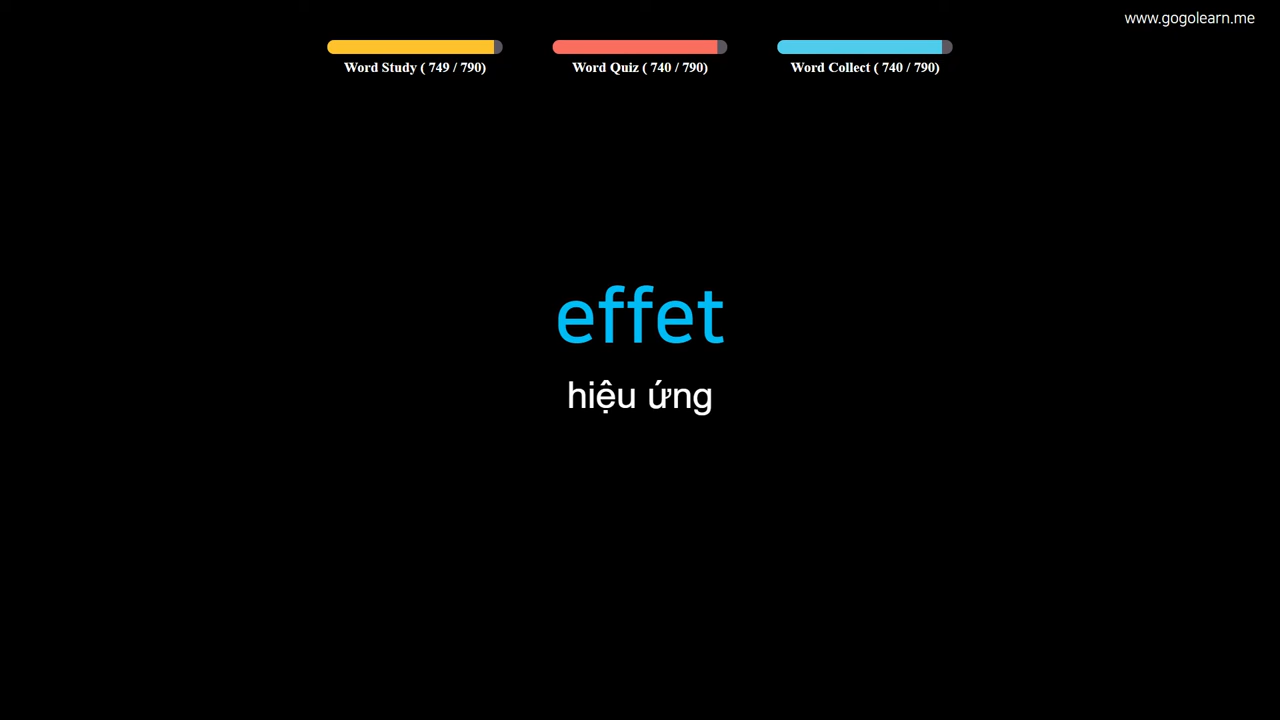 www.gogolearn.me
Word Study ( 749 / 790)
Word Quiz ( 740 / 790)
Word Collect ( 740 / 790)
effet
hiệu ứng